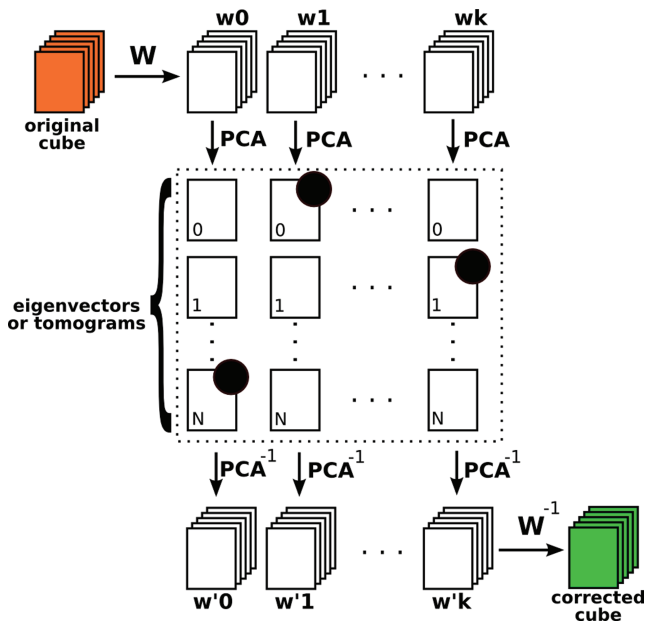 w0 w1 wk
W
original
cube
PCA PCA PCA
0 0 0
1 1 1
eigenvectors
or tomograms
N N N
PCA-1 PCA-1 PCA-1
W-1
w'0 w'1 w'k
corrected
cube